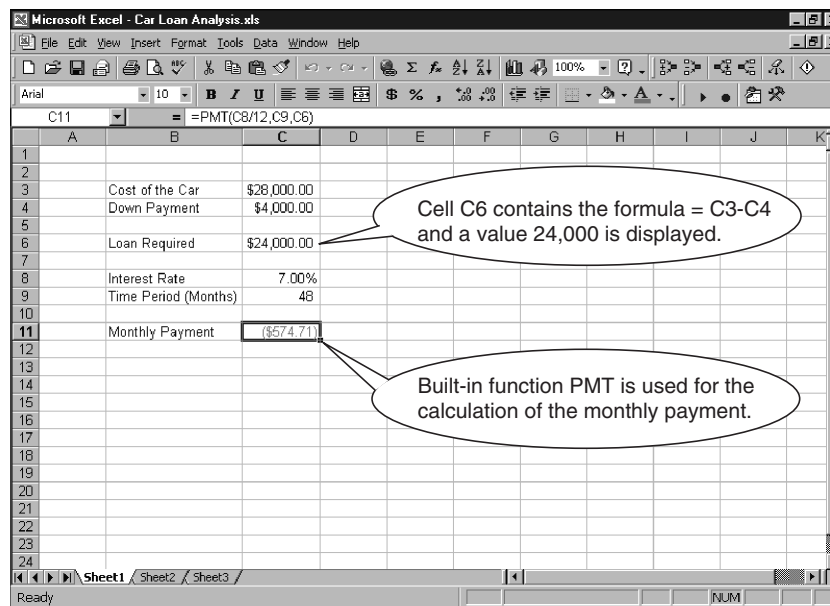 Microsoft Excel - Car Loan Analysis.xls
File Edit View Insert Format Tools Data Window Help
100%
Arial 10 B I U $ % ,
C11 = =PMT(C8/12,C9,C6)
A B C D E F G H I J K
1
2
3 Cost of the Car $28,000.00
4 Down Payment $4,000.00
5
6 Loan Required $24,000.00
7
8 Interest Rate 7.00%
9 Time Period (Months) 48
10
11 Monthly Payment ($574.71)
12
13
14
15
16
17
18
19
20
21
22
23
24
Cell C6 contains the formula = C3-C4
and a value 24,000 is displayed.
Built-in function PMT is used for the
calculation of the monthly payment.
Sheet1 Sheet2 Sheet3
Ready NUM